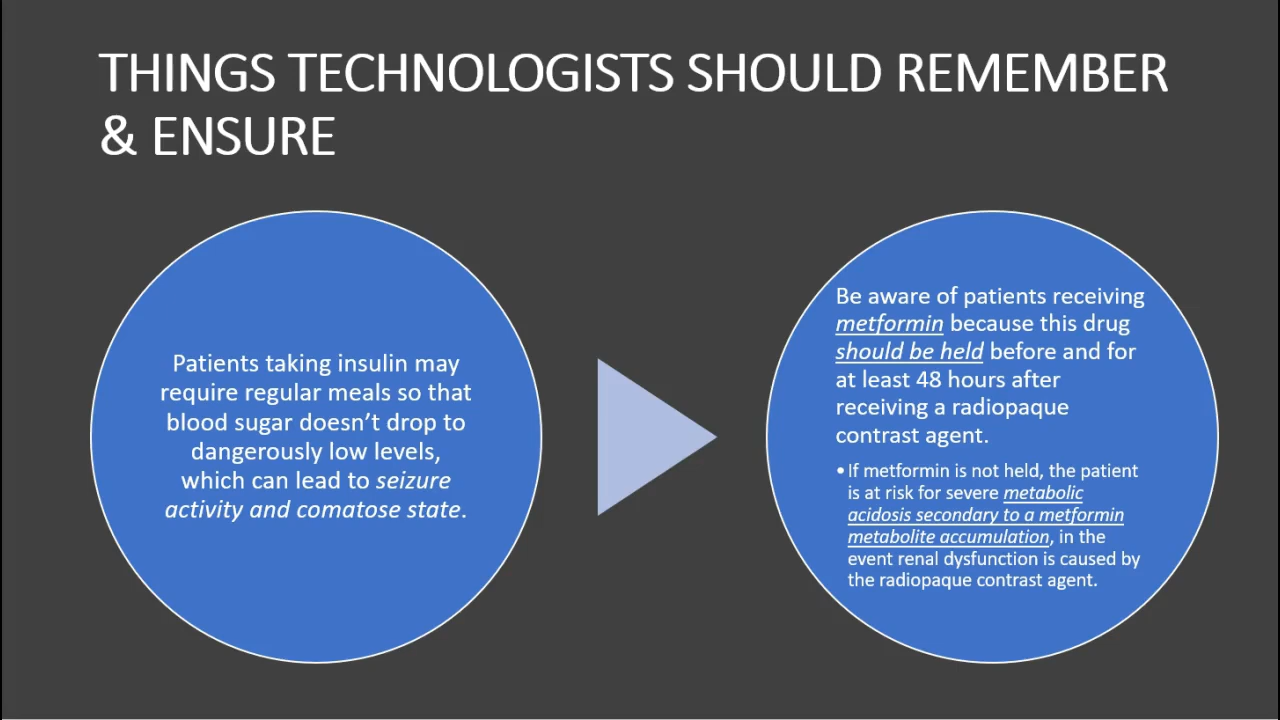 THINGS TECHNOLOGISTS SHOULD REMEMBER
& ENSURE
Patients taking insulin may
require regular meals so that
blood sugar doesn’t drop to
dangerously low levels,
which can lead to seizure
activity and comatose state.
Be aware of patients receiving
metformin because this drug
should be held before and for
at least 48 hours after
receiving a radiopaque
contrast agent.
•If metformin is not held, the patient
is at risk for severe metabolic
acidosis secondary to a metformin
metabolite accumulation, in the
event renal dysfunction is caused by
the radiopaque contrast agent.